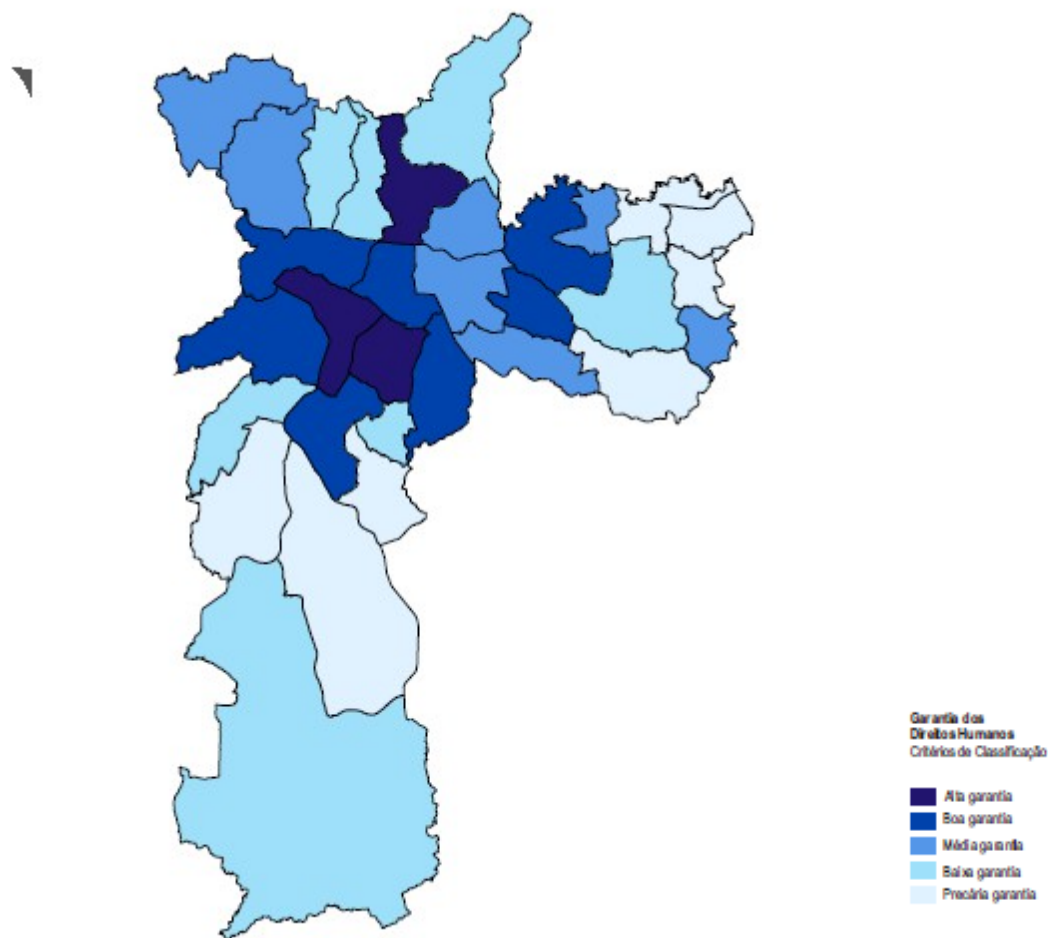 Garantia dos
Direitos Humanos
Critérios de Classificação
Alta garantia
Boa garantia
Média garantia
Baixa garantia
Precária garantia